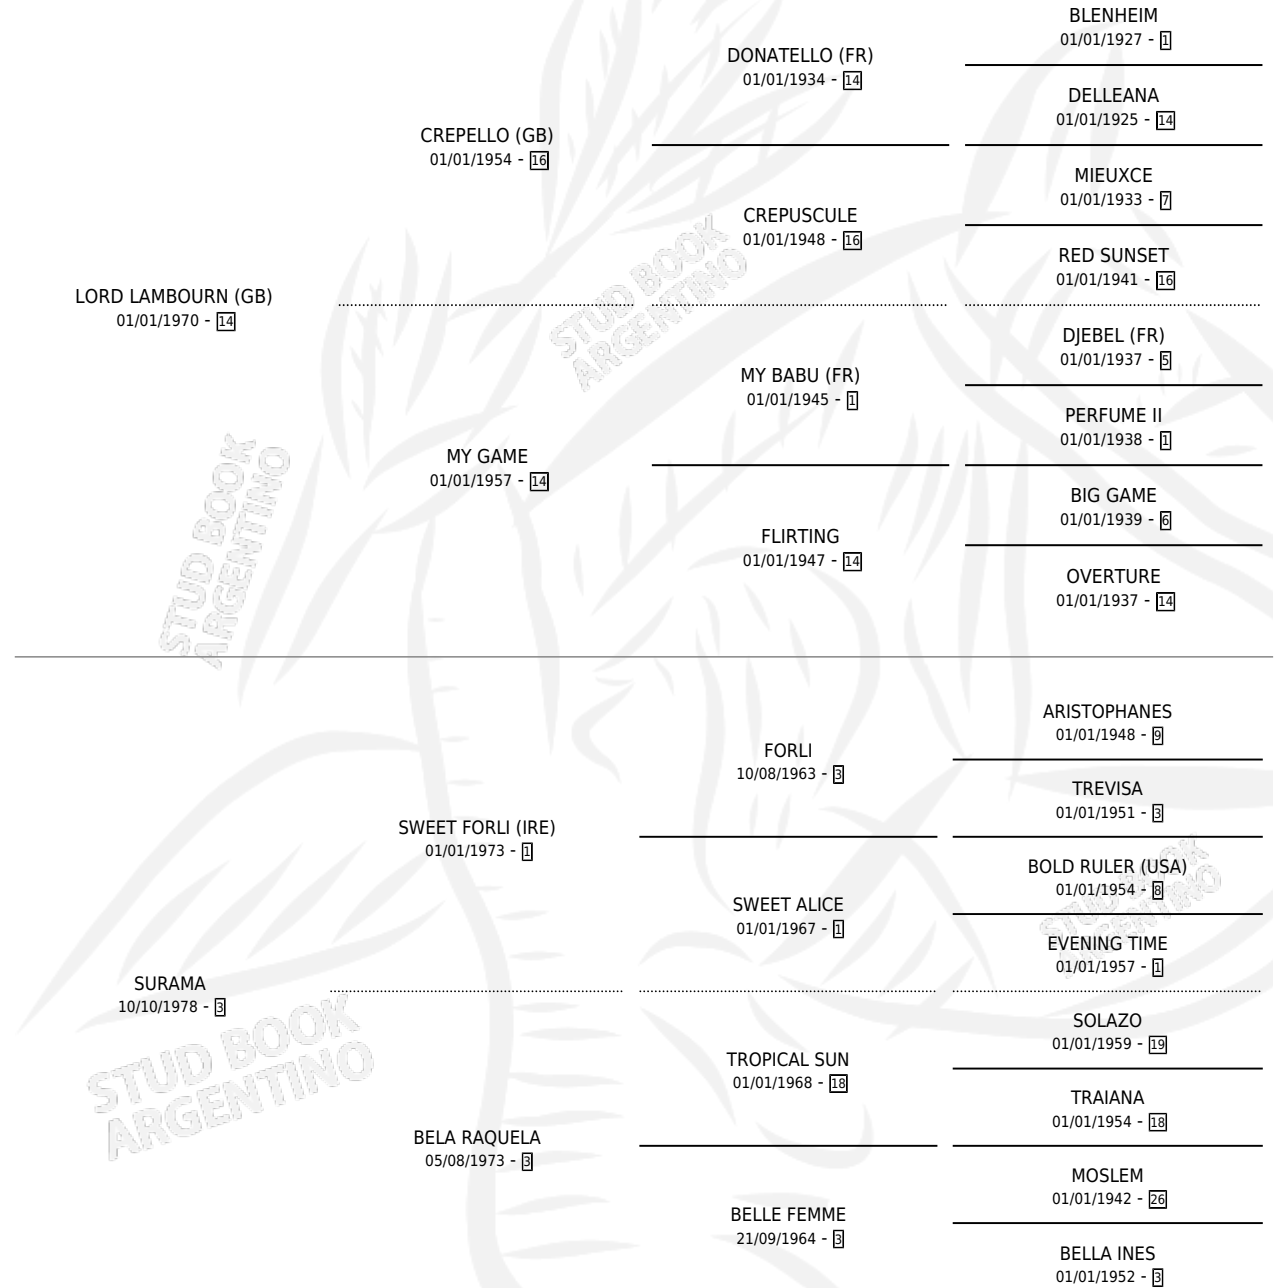 BLENHEIM
01/01/1927 - 1
DONATELLO (FR)
01/01/1934 - 14
DELLEANA
01/01/1925 - 14
CREPELLO (GB)
01/01/1954 - 16
MIEUXCE
01/01/1933 - 7
CREPUSCULE
01/01/1948 - 16
RED SUNSET
01/01/1941 - 16
LORD LAMBOURN (GB)
01/01/1970 - 14
DJEBEL (FR)
01/01/1937 - 5
MY BABU (FR)
01/01/1945 - 1
PERFUME II
01/01/1938 - 1
MY GAME
01/01/1957 - 14
BIG GAME
01/01/1939 - 6
FLIRTING
01/01/1947 - 14
OVERTURE
01/01/1937 - 14
ARISTOPHANES
01/01/1948 - 9
FORLI
10/08/1963 - 3
TREVISA
01/01/1951 - 3
SWEET FORLI (IRE)
01/01/1973 - 1
BOLD RULER (USA)
01/01/1954 - 8
SWEET ALICE
01/01/1967 - 1
EVENING TIME
01/01/1957 - 1
SURAMA
10/10/1978 - 3
SOLAZO
01/01/1959 - 19
TROPICAL SUN
01/01/1968 - 18
TRAIANA
01/01/1954 - 18
BELA RAQUELA
05/08/1973 - 3
MOSLEM
01/01/1942 - 26
BELLE FEMME
21/09/1964 - 3
BELLA INES
01/01/1952 - 3
STUD BOOK
ARGENTINO
STUD BOOK
ARGENTINO
STUD BOOK
ARGENTINO
STUD BOOK
ARGENTINO